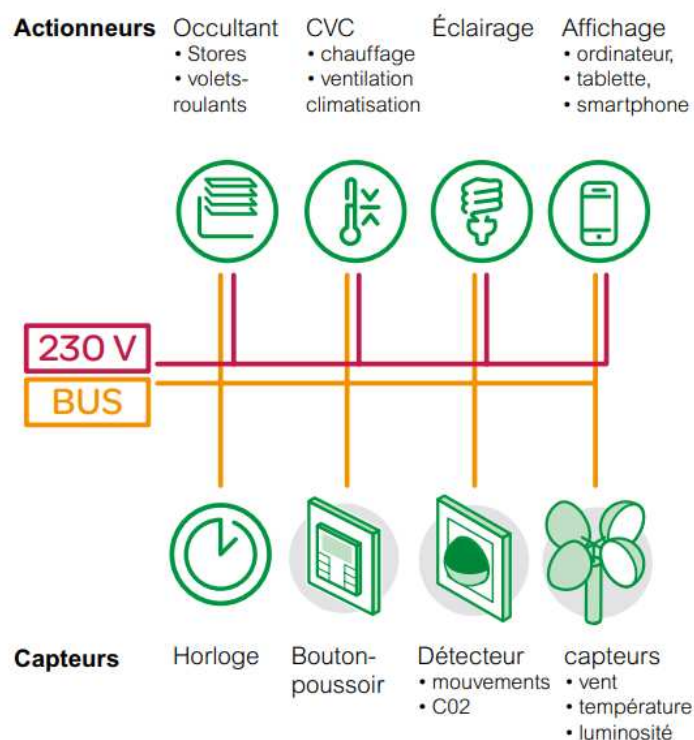 Actionneurs
Occultant
• Stores
• volets-
roulants
CVC
• chauffage
• ventilation
climatisation
Éclairage
Affichage
• ordinateur,
• tablette,
• smartphone
230 V
BUS
Capteurs
Horloge
Bouton-
poussoir
Détecteur
• mouvements
• C02
capteurs
• vent
• température
• luminosité